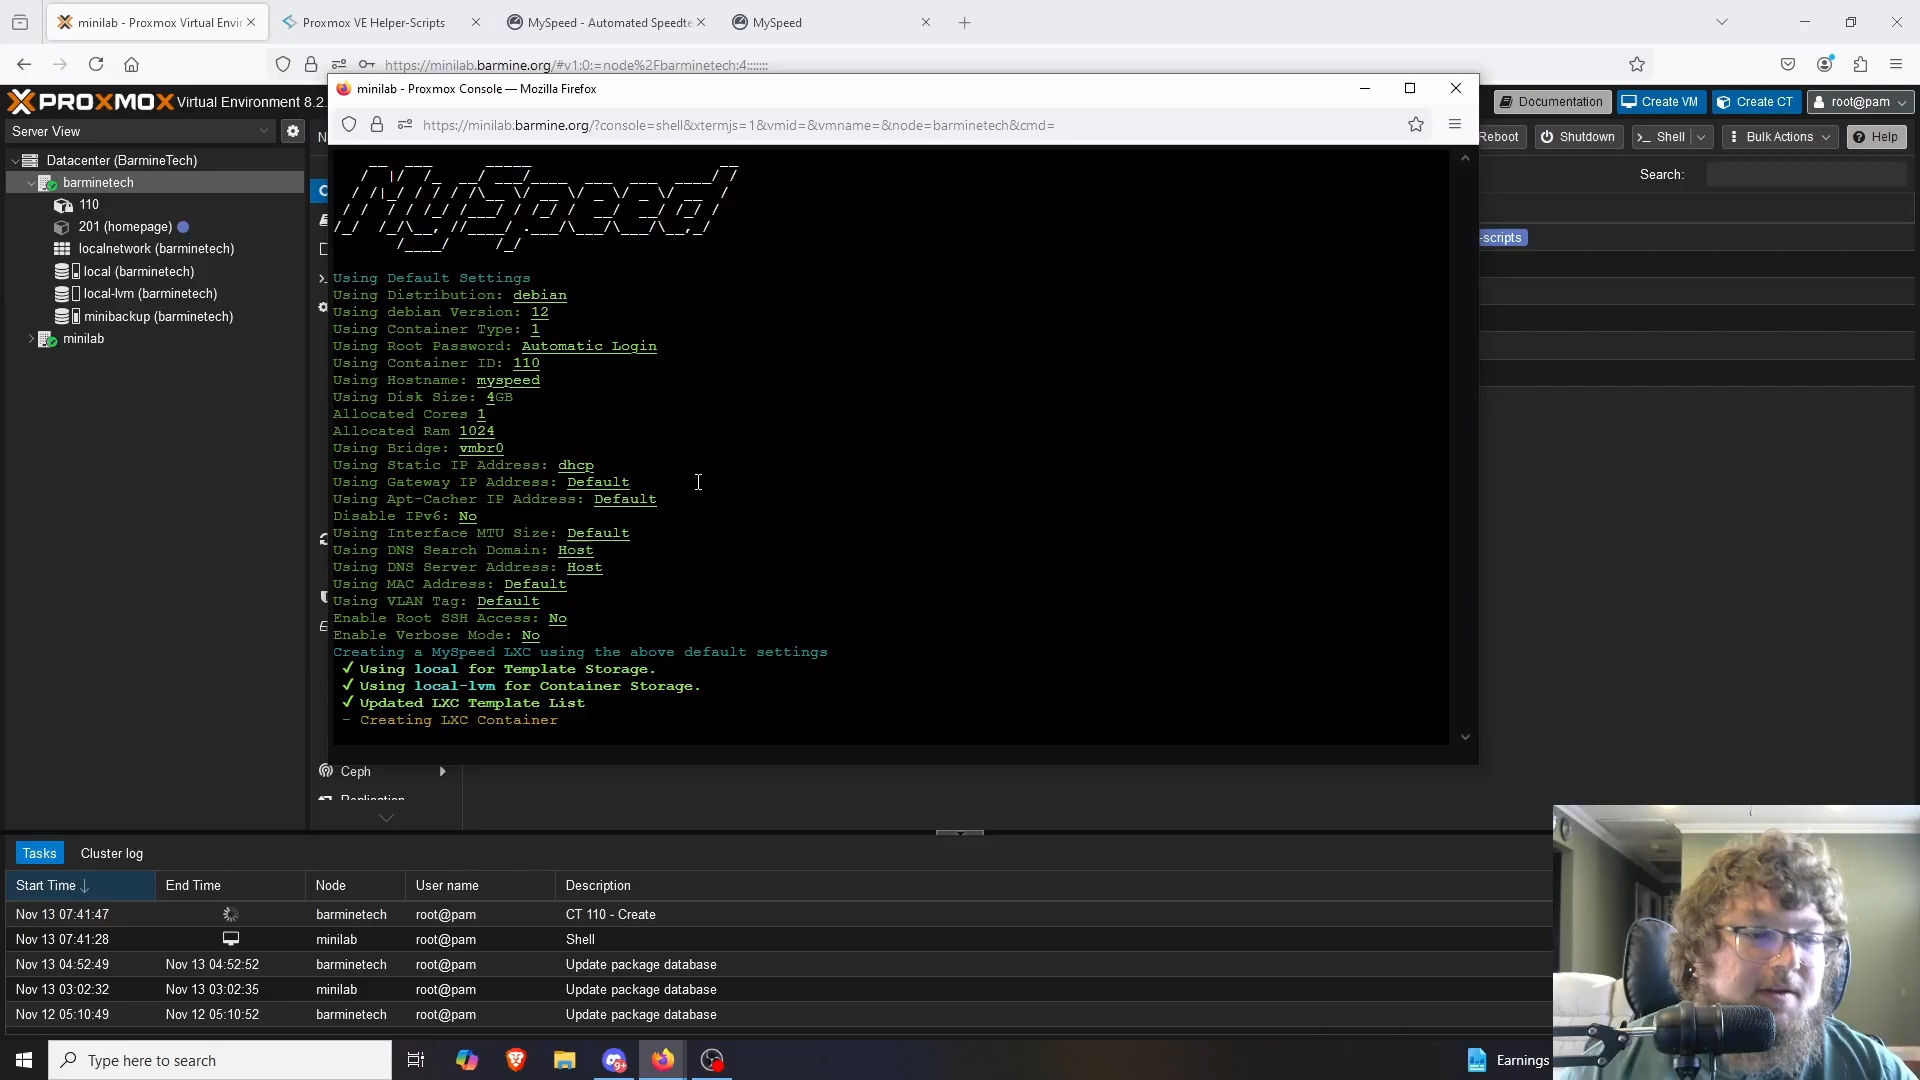 minilab - Proxmox Virtual Envir
Proxmox VE Helper-Scripts
MySpeed - Automated Speedte
MySpeed
https://minilab.barmine.org/#v1:0:=node%2Fbarminetech:4:::::::
PROXMOX Virtual Environment 8.2.
Documentation
Create VM
Create CT
root@pam
Server View
Reboot
Shutdown
Shell
Bulk Actions
Help
Search:
Datacenter (BarmineTech)
barminetech
110
201 (homepage)
localnetwork (barminetech)
local (barminetech)
local-lvm (barminetech)
minibackup (barminetech)
minilab
-scripts
minilab - Proxmox Console — Mozilla Firefox
https://minilab.barmine.org/?console=shell&xtermjs=1&vmid=&vmname=&node=barminetech&cmd=
MySpeed
Using Default Settings
Using Distribution: debian
Using debian Version: 12
Using Container Type: 1
Using Root Password: Automatic Login
Using Container ID: 110
Using Hostname: myspeed
Using Disk Size: 4GB
Allocated Cores 1
Allocated Ram 1024
Using Bridge: vmbr0
Using Static IP Address: dhcp
Using Gateway IP Address: Default
Using Apt-Cacher IP Address: Default
Disable IPv6: No
Using Interface MTU Size: Default
Using DNS Search Domain: Host
Using DNS Server Address: Host
Using MAC Address: Default
Using VLAN Tag: Default
Enable Root SSH Access: No
Enable Verbose Mode: No
Creating a MySpeed LXC using the above default settings
✓ Using local for Template Storage.
✓ Using local-lvm for Container Storage.
✓ Updated LXC Template List
- Creating LXC Container
Ceph
Replication
Tasks
Cluster log
Start Time ↓ End Time Node User name Description
Nov 13 07:41:47 barminetech root@pam CT 110 - Create
Nov 13 07:41:28 minilab root@pam Shell
Nov 13 04:52:49 Nov 13 04:52:52 barminetech root@pam Update package database
Nov 13 03:02:32 Nov 13 03:02:35 minilab root@pam Update package database
Nov 12 05:10:49 Nov 12 05:10:52 barminetech root@pam Update package database
Type here to search
Earnings